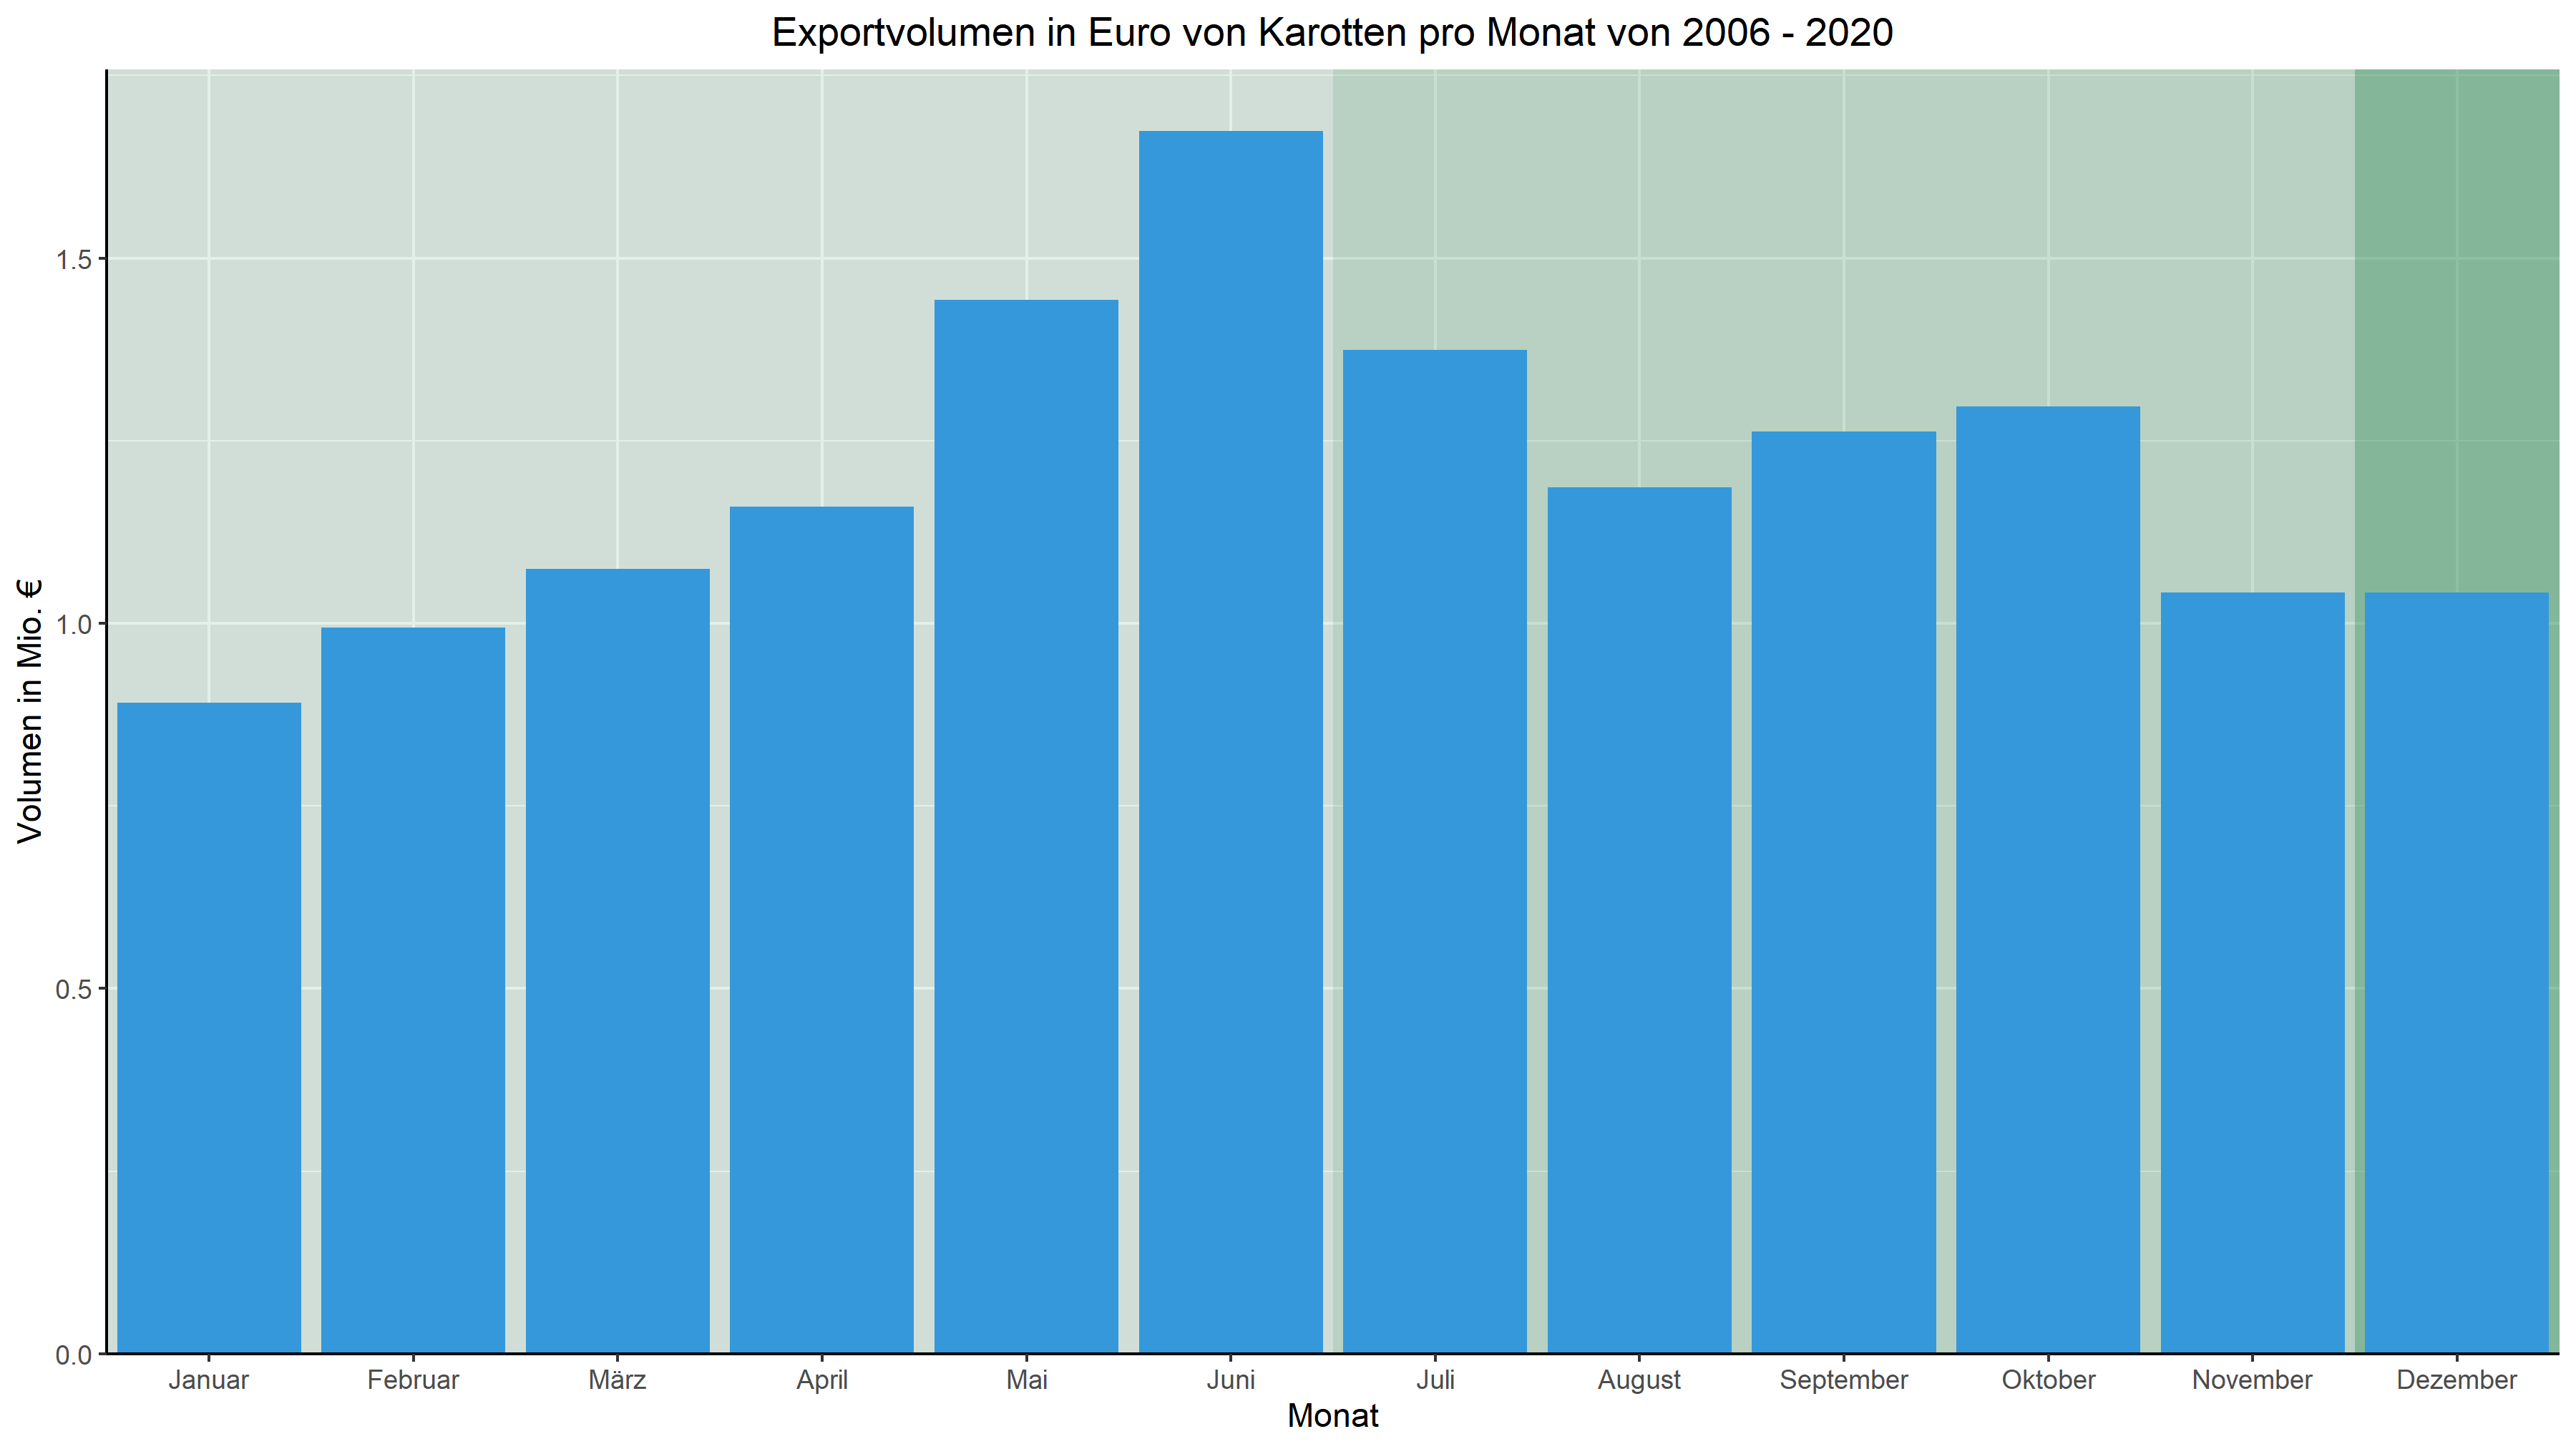 Exportvolumen in Euro von Karotten pro Monat von 2006 - 2020
Volumen in Mio. €
1.5
1.0
0.5
0.0
Januar Februar März April Mai Juni Juli August September Oktober November Dezember
Monat